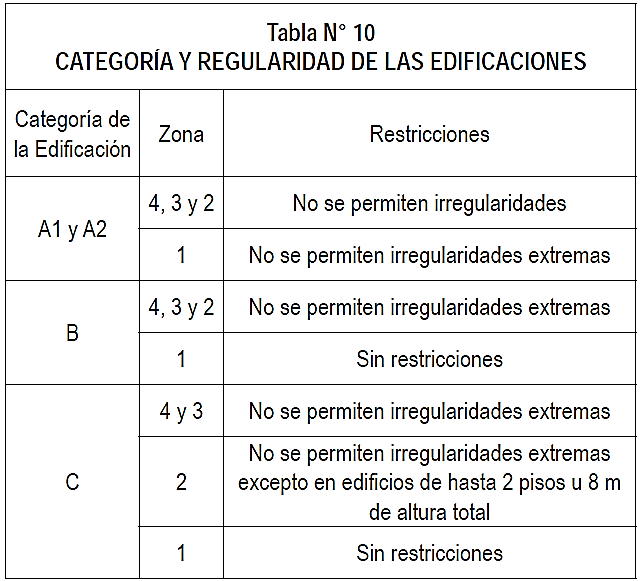 Tabla N° 10
CATEGORÍA Y REGULARIDAD DE LAS EDIFICACIONES
Categoría de
la Edificación
Zona
Restricciones
A1 y A2
4, 3 y 2
No se permiten irregularidades
1
No se permiten irregularidades extremas
B
4, 3 y 2
No se permiten irregularidades extremas
1
Sin restricciones
C
4 y 3
No se permiten irregularidades extremas
2
No se permiten irregularidades extremas
excepto en edificios de hasta 2 pisos u 8 m
de altura total
1
Sin restricciones